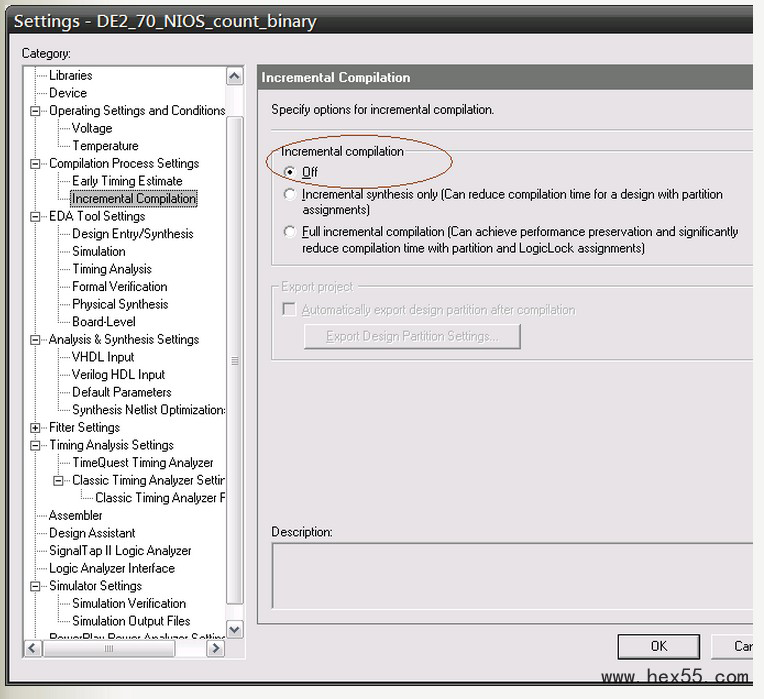 Settings - DE2_70_NIOS_count_binary
Category:
Libraries
Device
Operating Settings and Conditions
Voltage
Temperature
Compilation Process Settings
Early Timing Estimate
Incremental Compilation
EDA Tool Settings
Design Entry/Synthesis
Simulation
Timing Analysis
Formal Verification
Physical Synthesis
Board-Level
Analysis & Synthesis Settings
VHDL Input
Verilog HDL Input
Default Parameters
Synthesis Netlist Optimization
Fitter Settings
Timing Analysis Settings
TimeQuest Timing Analyzer
Classic Timing Analyzer Settin
Classic Timing Analyzer F
Assembler
Design Assistant
SignalTap II Logic Analyzer
Logic Analyzer Interface
Simulator Settings
Simulation Verification
Simulation Output Files
PowerPlay Power Analyzer Settin
Incremental Compilation
Specify options for incremental compilation.
Incremental compilation
Off
Incremental synthesis only (Can reduce compilation time for a design with partition
assignments)
Full incremental compilation (Can achieve performance preservation and significantly
reduce compilation time with partition and LogicLock assignments)
Export project
Automatically export design partition after compilation
Export Design Partition Settings...
Description:
OK
Can
www.hex55.com